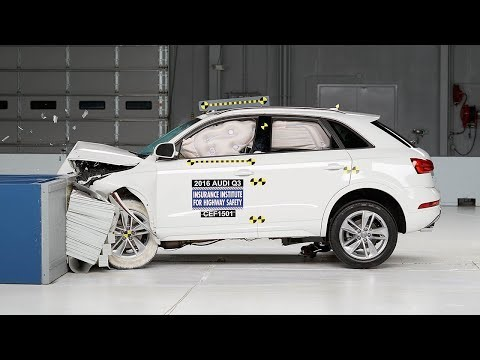 2016 AUDI Q3
INSURANCE INSTITUTE
FOR HIGHWAY SAFETY
CEF1501